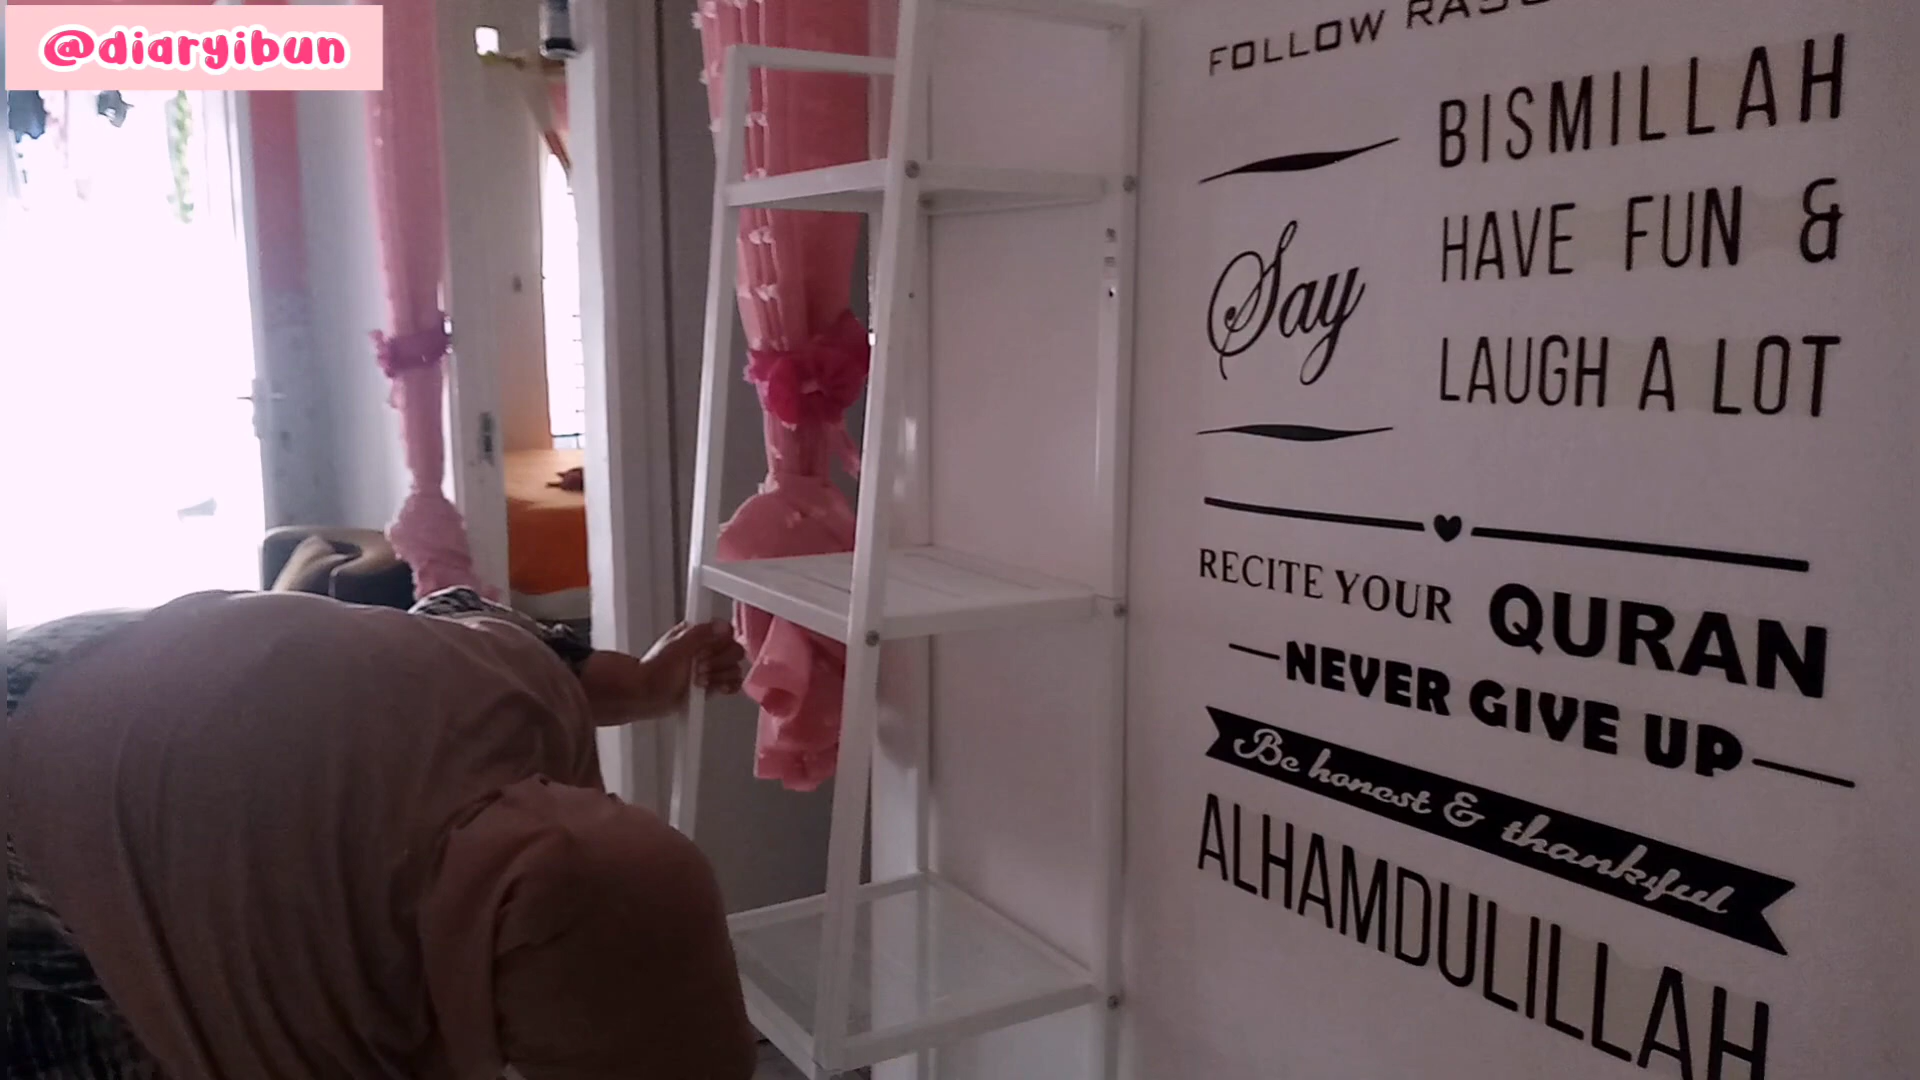 @diaryibun
FOLLOW
Say
BISMILLAH
HAVE FUN &
LAUGH A LOT
RECITE YOUR QURAN
NEVER GIVE UP
Be honest & thankful
ALHAMDULILLAH